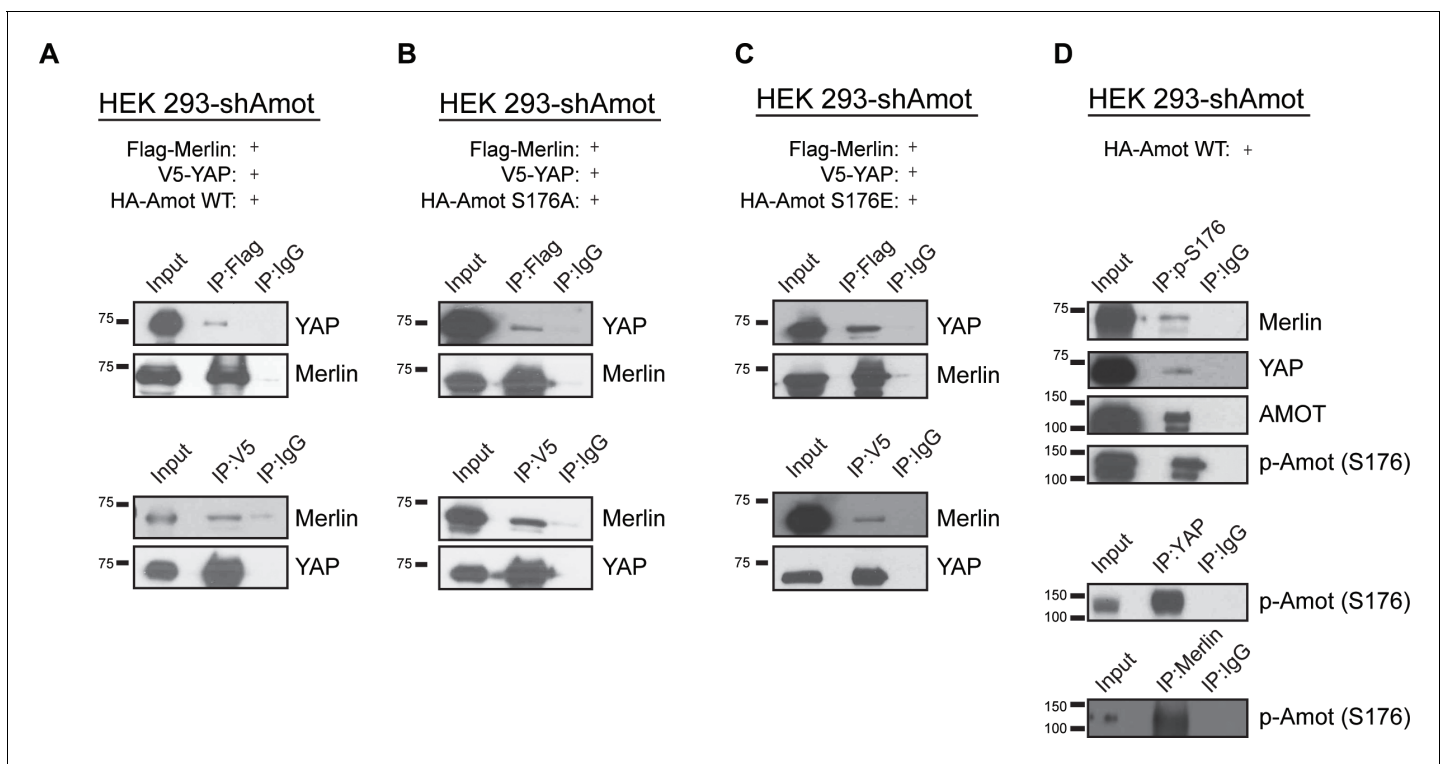 A
HEK 293-shAmot
Flag-Merlin: +
V5-YAP: +
HA-Amot WT: +
Input IP:Flag IP:IgG
75 YAP
75 Merlin
Input IP:V5 IP:IgG
75 Merlin
75 YAP
B
HEK 293-shAmot
Flag-Merlin: +
V5-YAP: +
HA-Amot S176A: +
Input IP:Flag IP:IgG
75 YAP
75 Merlin
Input IP:V5 IP:IgG
75 Merlin
75 YAP
C
HEK 293-shAmot
Flag-Merlin: +
V5-YAP: +
HA-Amot S176E: +
Input IP:Flag IP:IgG
75 YAP
75 Merlin
Input IP:V5 IP:IgG
75 Merlin
75 YAP
D
HEK 293-shAmot
HA-Amot WT: +
Input IP:p-S176 IP:IgG
75 Merlin
75 YAP
150
100 AMOT
150
100 p-Amot (S176)
Input IP:YAP IP:IgG
150
100 p-Amot (S176)
Input IP:Merlin IP:IgG
150
100 p-Amot (S176)